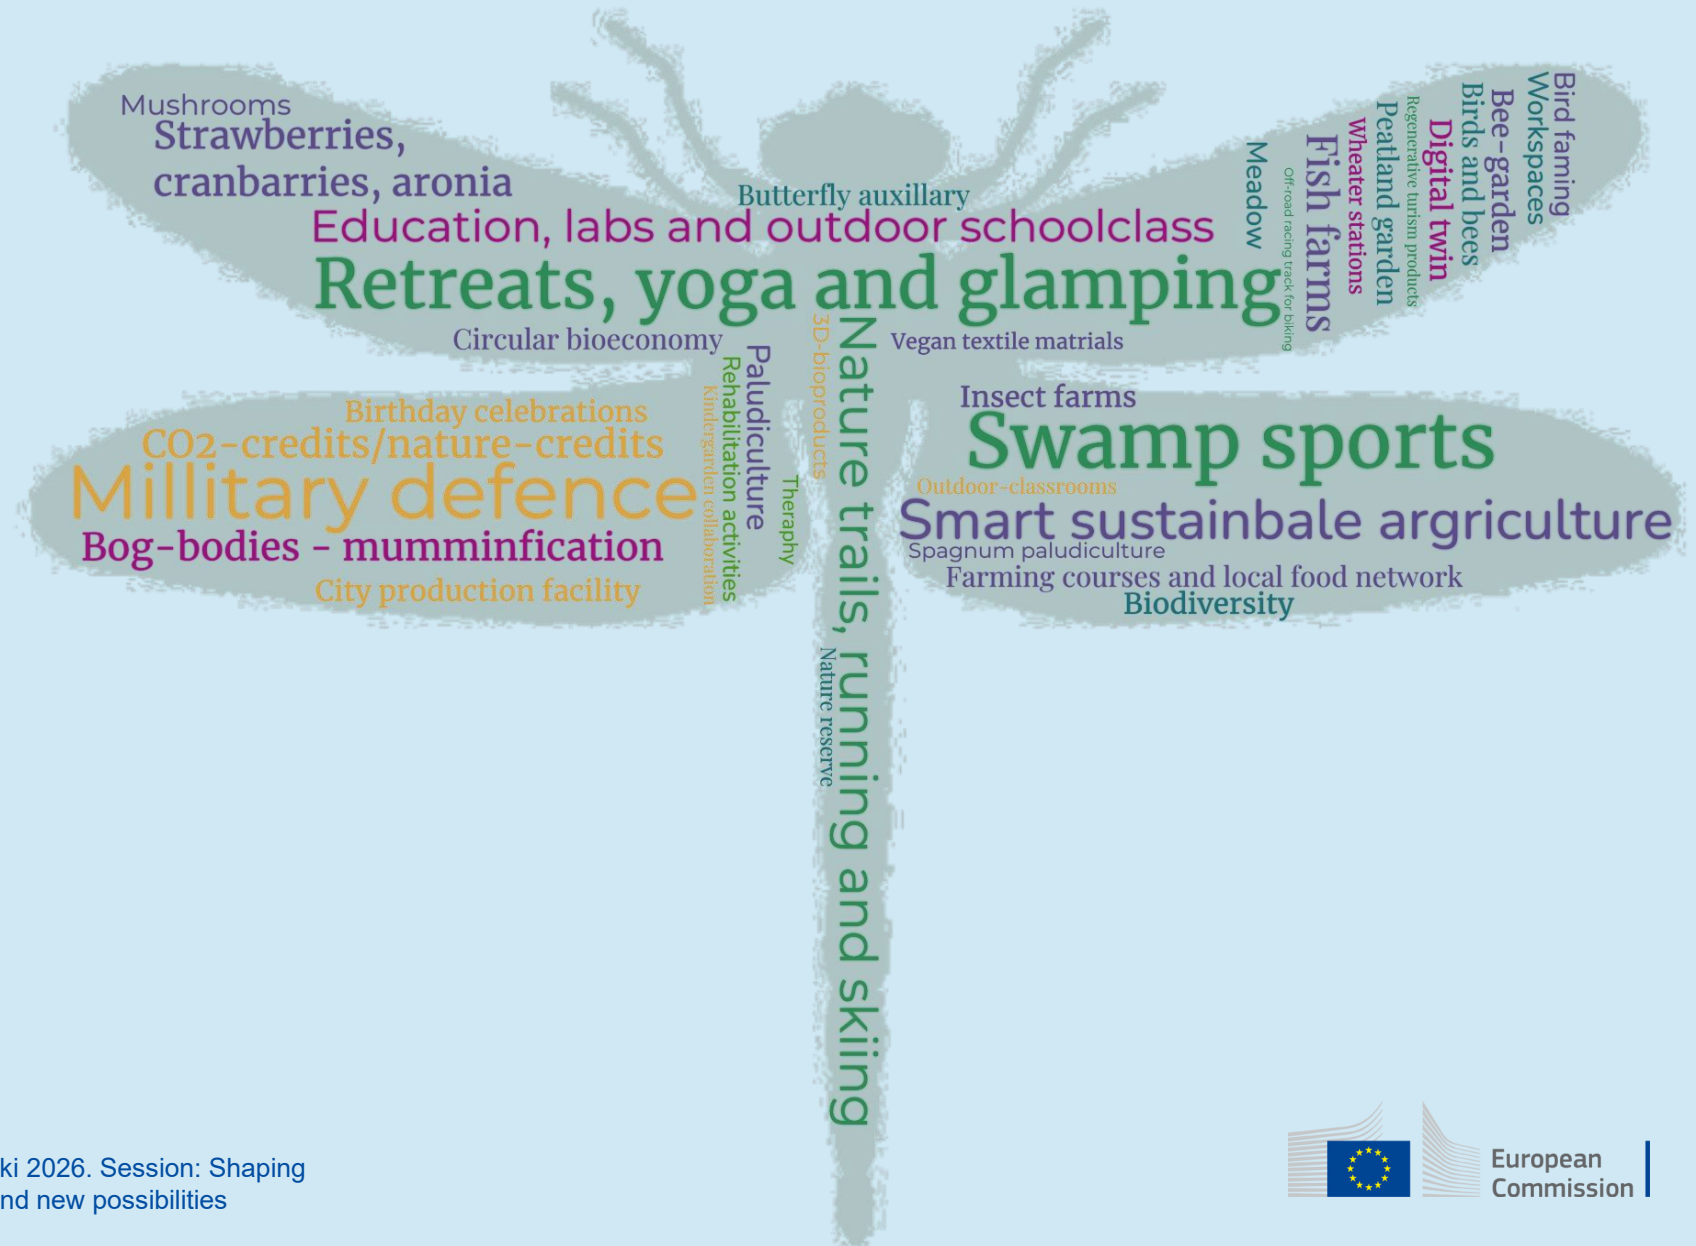 Mushrooms
Strawberries,
cranbarries, aronia
Butterfly auxillary
Education, labs and outdoor schoolclass
Retreats, yoga and glamping
Circular bioeconomy
Vegan textile matrials
Meadow
Off-road racing track for biking
Fish farms
Wheater stations
Peatland garden
Regenerative turism products
Digital twin
Birds and bees
Bee-garden
Workspaces
Bird faming
Birthday celebrations
CO2-credits/nature-credits
Millitary defence
Bog-bodies - mumminfication
City production facility
Kindergarden collaboration
Rehabilitation activities
Paludiculture
Theraphy
3D-bioproducts
Nature trails, running and skiing
Nature reserve
Insect farms
Swamp sports
Outdoor-classrooms
Smart sustainbale argriculture
Spagnum paludiculture
Farming courses and local food network
Biodiversity
ki 2026. Session: Shaping
nd new possibilities
European
Commission